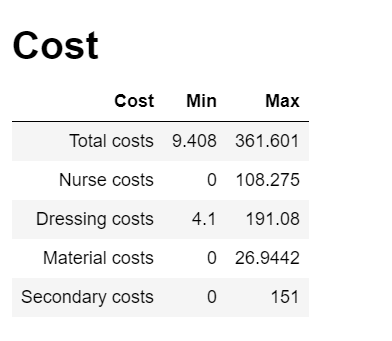 Cost
Cost Min Max
Total costs 9.408 361.601
Nurse costs 0 108.275
Dressing costs 4.1 191.08
Material costs 0 26.9442
Secondary costs 0 151